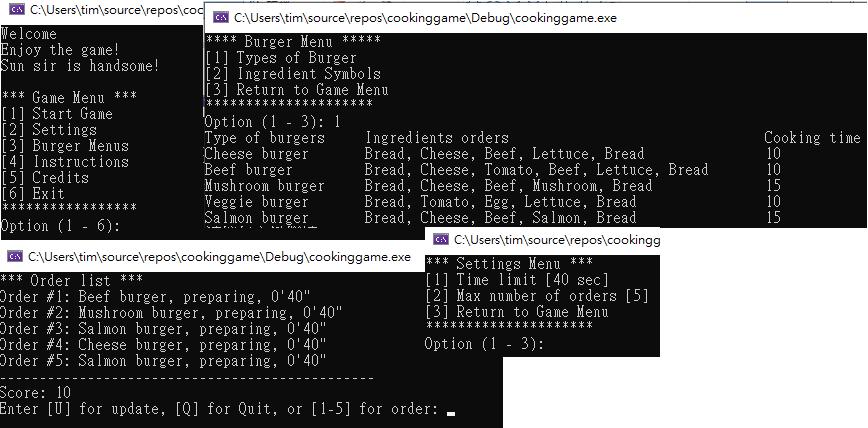 C:\Users\tim\source\repos\coo
Welcome
Enjoy the game!
Sun sir is handsome!
*** Game Menu ***
[1] Start Game
[2] Settings
[3] Burger Menus
[4] Instructions
[5] Credits
[6] Exit
*****************
Option (1 - 6):
C:\Users\tim\source\repos\cookinggame\Debug\cookinggame.exe
**** Burger Menu *****
[1] Types of Burger
[2] Ingredient Symbols
[3] Return to Game Menu
*********************
Option (1 - 3): 1
Type of burgers Ingredients orders Cooking time
Cheese burger Bread, Cheese, Beef, Lettuce, Bread 10
Beef burger Bread, Cheese, Tomato, Beef, Lettuce, Bread 10
Mushroom burger Bread, Cheese, Beef, Mushroom, Bread 15
Veggie burger Bread, Tomato, Egg, Lettuce, Bread 10
Salmon burger Bread, Cheese, Beef, Salmon, Bread 15
C:\Users\tim\source\repos\cookinggame\Debug\cookinggame.exe
*** Order list ***
Order #1: Beef burger, preparing, 0'40"
Order #2: Mushroom burger, preparing, 0'40"
Order #3: Salmon burger, preparing, 0'40"
Order #4: Cheese burger, preparing, 0'40"
Order #5: Salmon burger, preparing, 0'40"
-----------------------------------------------
Score: 10
Enter [U] for update, [Q] for Quit, or [1-5] for order:
C:\Users\tim\source\repos\cookingg
*** Settings Menu ***
[1] Time limit [40 sec]
[2] Max number of orders [5]
[3] Return to Game Menu
*********************
Option (1 - 3):